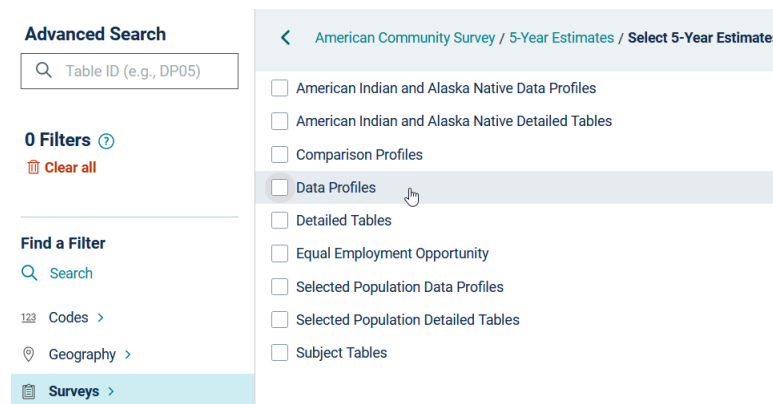 Advanced Search
Table ID (e.g., DP05)
0 Filters ?
Clear all
Find a Filter
Search
123 Codes >
Geography >
Surveys >
American Community Survey / 5-Year Estimates / Select 5-Year Estimates
American Indian and Alaska Native Data Profiles
American Indian and Alaska Native Detailed Tables
Comparison Profiles
Data Profiles
Detailed Tables
Equal Employment Opportunity
Selected Population Data Profiles
Selected Population Detailed Tables
Subject Tables